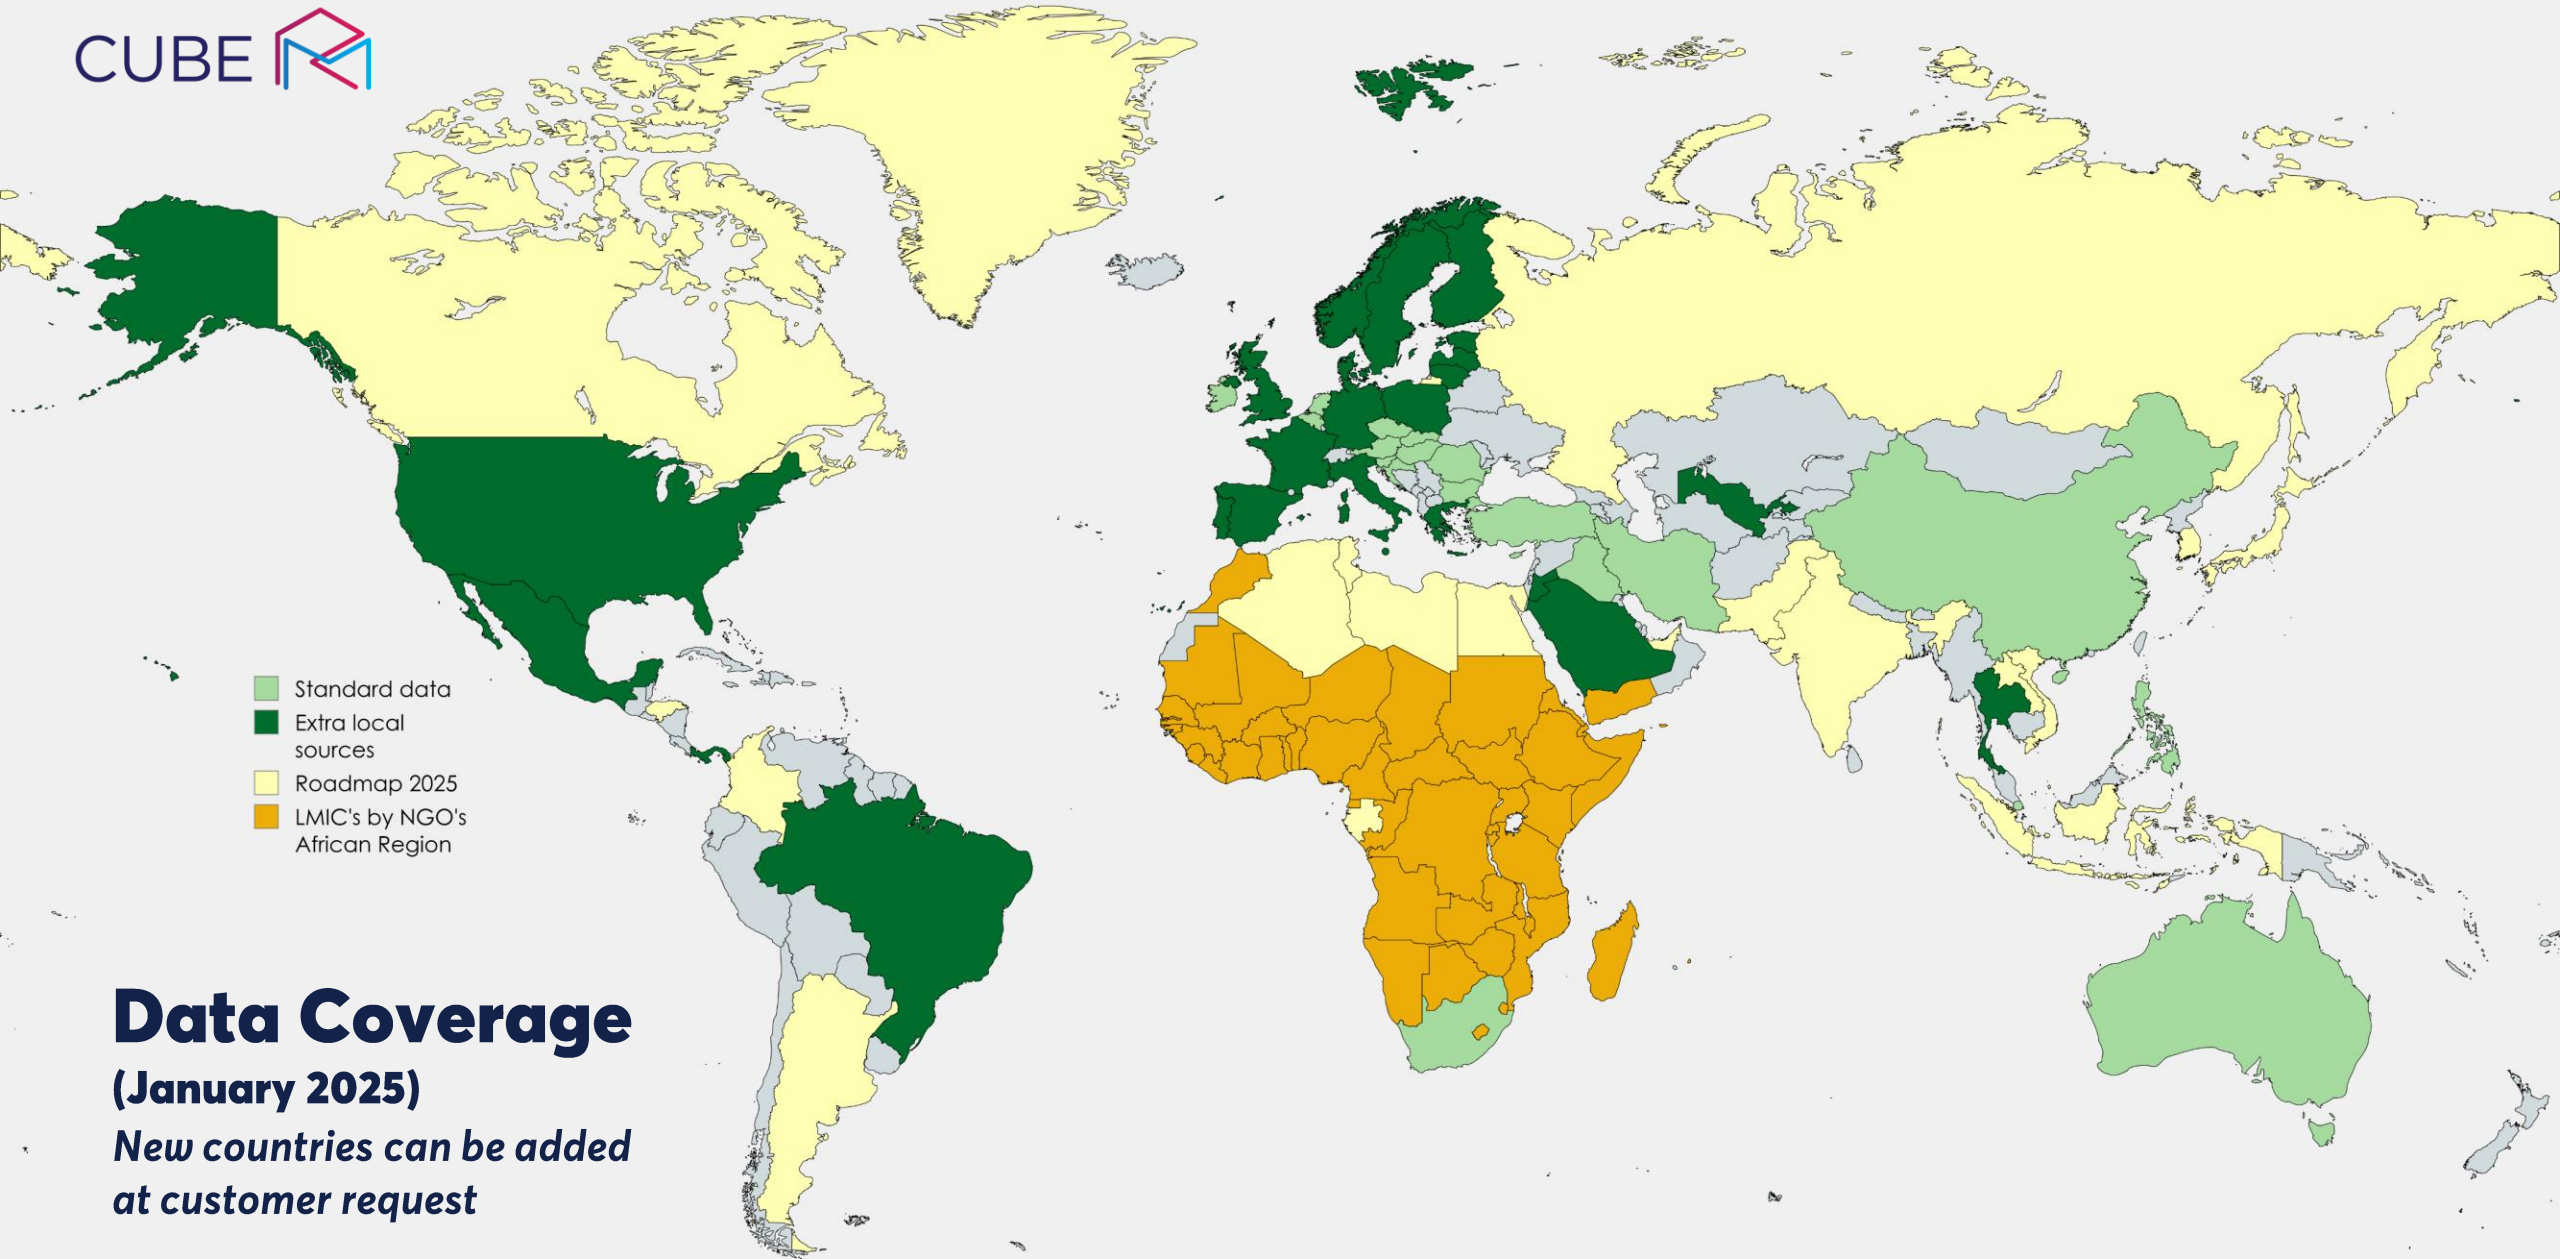 CUBE
Standard data
Extra local
sources
Roadmap 2025
LMIC's by NGO's
African Region
Data Coverage
(January 2025)
New countries can be added
at customer request